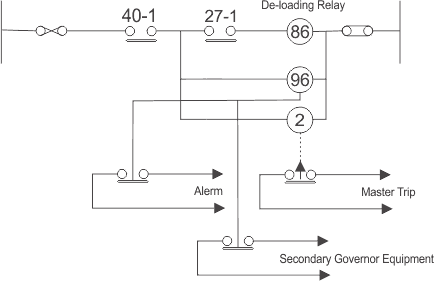 De-loading Relay
40-1
27-1
86
96
2
Alerm
Master Trip
Secondary Governor Equipment